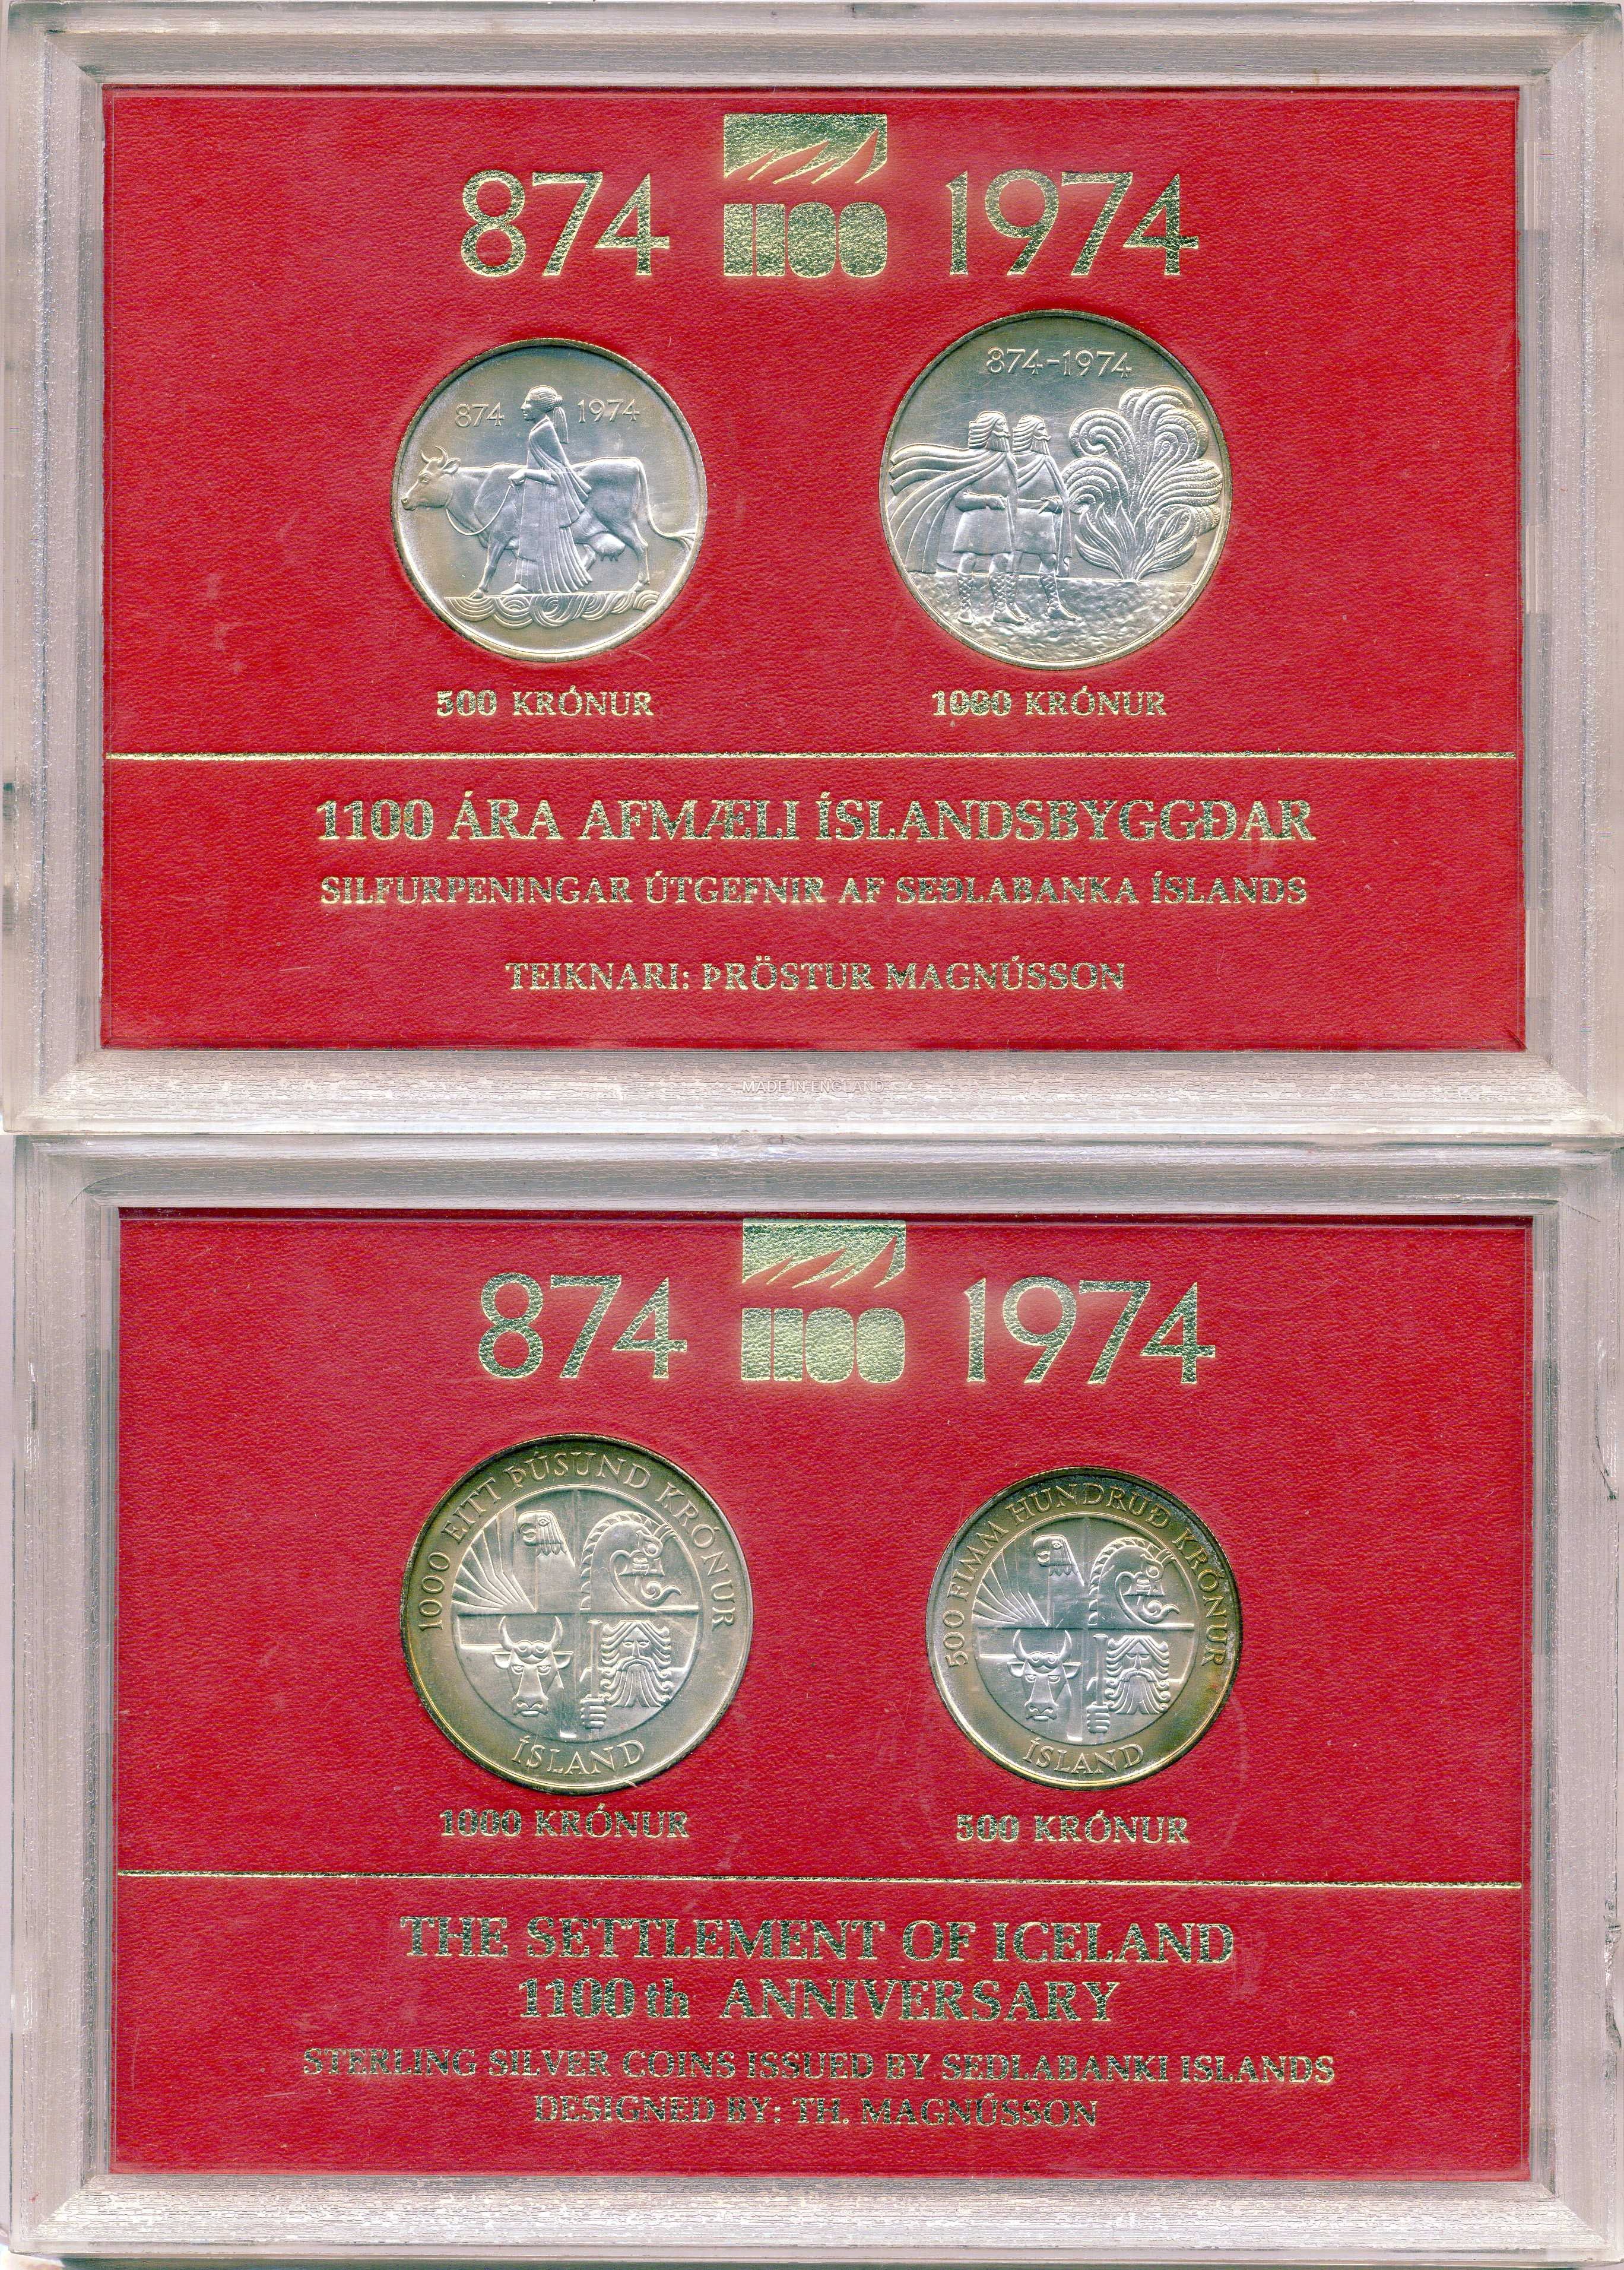 874 1100 1974
874 1974
874-1974
500 KRÓNUR 1000 KRÓNUR
1100 ÁRA AFMÆLI ÍSLANDSBYGGÐAR
SILFURPENINGAR ÚTGEFNIR AF SEÐLABANKA ÍSLANDS
TEIKNARI: ÞRÖSTUR MAGNÚSSON
MADE IN ENGLAND
874 1100 1974
1000 EITT ÞÚSUND KRÓNUR
ÍSLAND
500 FIMM HUNDRUÐ KRÓNUR
ÍSLAND
1000 KRÓNUR 500 KRÓNUR
THE SETTLEMENT OF ICELAND
1100th ANNIVERSARY
STERLING SILVER COINS ISSUED BY SEDLABANKI ISLANDS
DESIGNED BY: TH. MAGNÚSSON